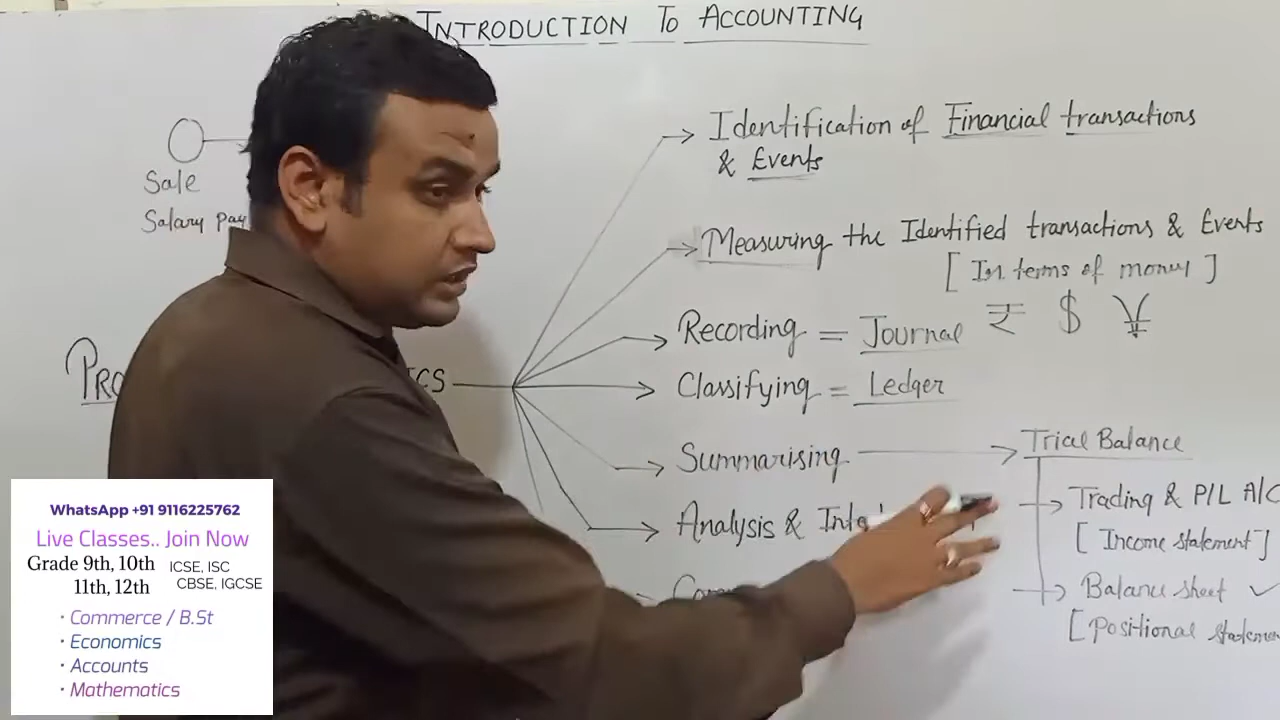 INTRODUCTION TO ACCOUNTING
Sale
Salary
Identification of Financial transactions
& Events
Measuring the Identified transactions & Events
[In terms of money]
₹ $ ¥
Recording = Journal
Classifying = Ledger
Summarising
Trial Balance
Trading & P/L A/C
[Income statement]
Balance sheet ✓
[Positional
Analysis &
WhatsApp +91 9116225762
Live Classes.. Join Now
Grade 9th, 10th
11th, 12th
ICSE, ISC
CBSE, IGCSE
· Commerce / B.St
· Economics
· Accounts
· Mathematics